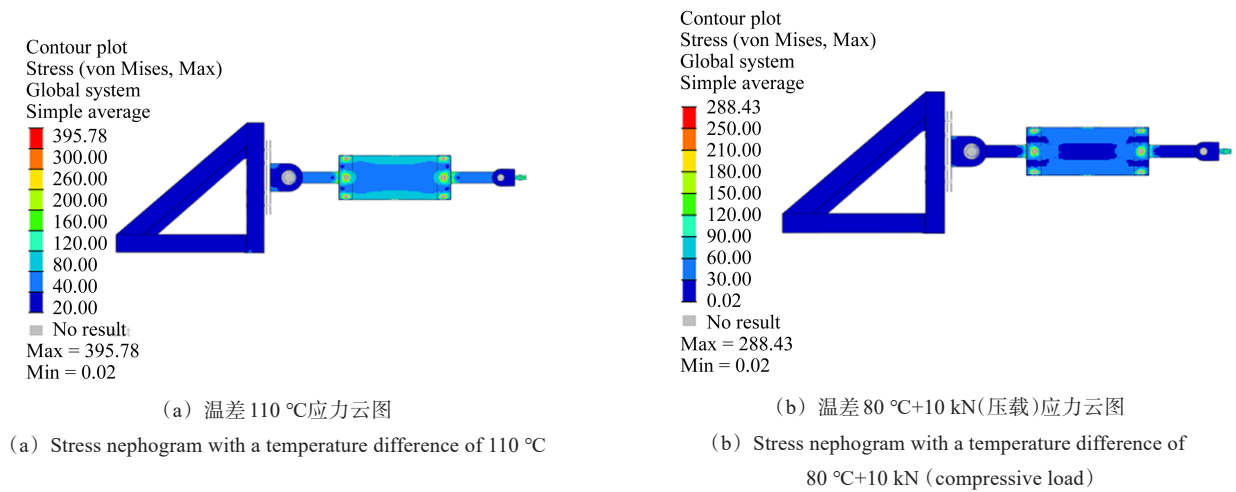 Contour plot
Stress (von Mises, Max)
Global system
Simple average
395.78
300.00
260.00
200.00
160.00
120.00
80.00
40.00
20.00
No result
Max = 395.78
Min = 0.02
(a) 温差110 ℃应力云图
(a) Stress nephogram with a temperature difference of 110 ℃
Contour plot
Stress (von Mises, Max)
Global system
Simple average
288.43
250.00
210.00
180.00
150.00
120.00
90.00
60.00
30.00
0.02
No result
Max = 288.43
Min = 0.02
(b) 温差80 ℃+10 kN(压载)应力云图
(b) Stress nephogram with a temperature difference of
80 ℃+10 kN (compressive load)